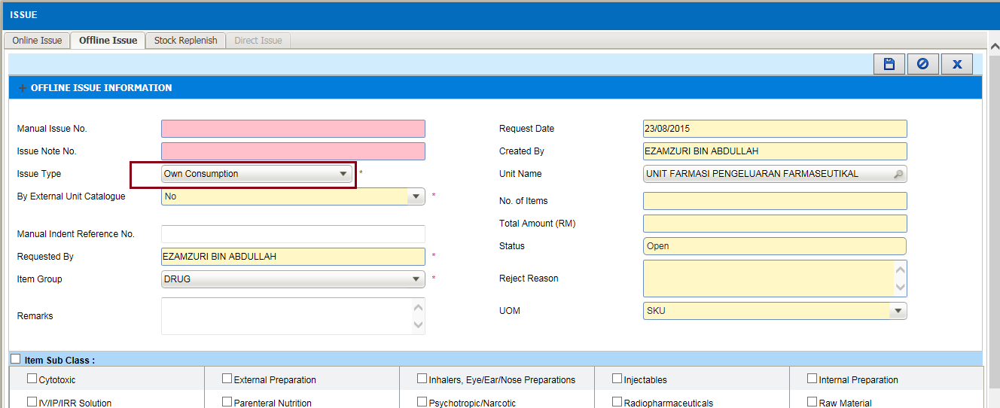 ISSUE
Online Issue Offline Issue Stock Replenish Direct Issue
+ OFFLINE ISSUE INFORMATION
Manual Issue No.
Issue Note No.
Issue Type Own Consumption *
By External Unit Catalogue No *
Manual Indent Reference No.
Requested By EZAMZURI BIN ABDULLAH *
Item Group DRUG *
Remarks
Request Date 23/08/2015
Created By EZAMZURI BIN ABDULLAH
Unit Name UNIT FARMASI PENGELUARAN FARMASEUTIKAL
No. of Items
Total Amount (RM)
Status Open
Reject Reason
UOM SKU
Item Sub Class :
Cytotoxic External Preparation Inhalers, Eye/Ear/Nose Preparations Injectables Internal Preparation
IV/IP/IRR Solution Parenteral Nutrition Psychotropic/Narcotic Radiopharmaceuticals Raw Material